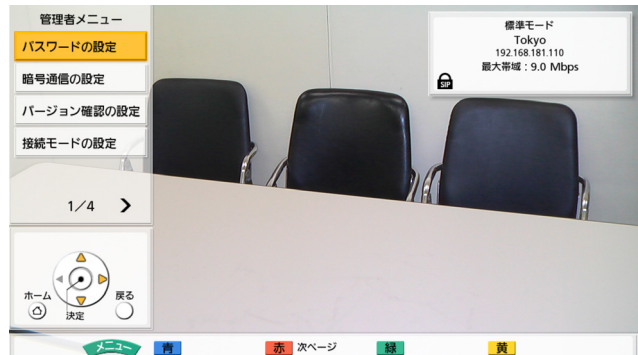 管理者メニュー
パスワードの設定
暗号通信の設定
バージョン確認の設定
接続モードの設定
1/4
標準モード
Tokyo
192.168.181.110
最大帯域：9.0 Mbps
SIP
ホーム
決定
戻る
メニュー
青
赤 次ページ
緑
黄